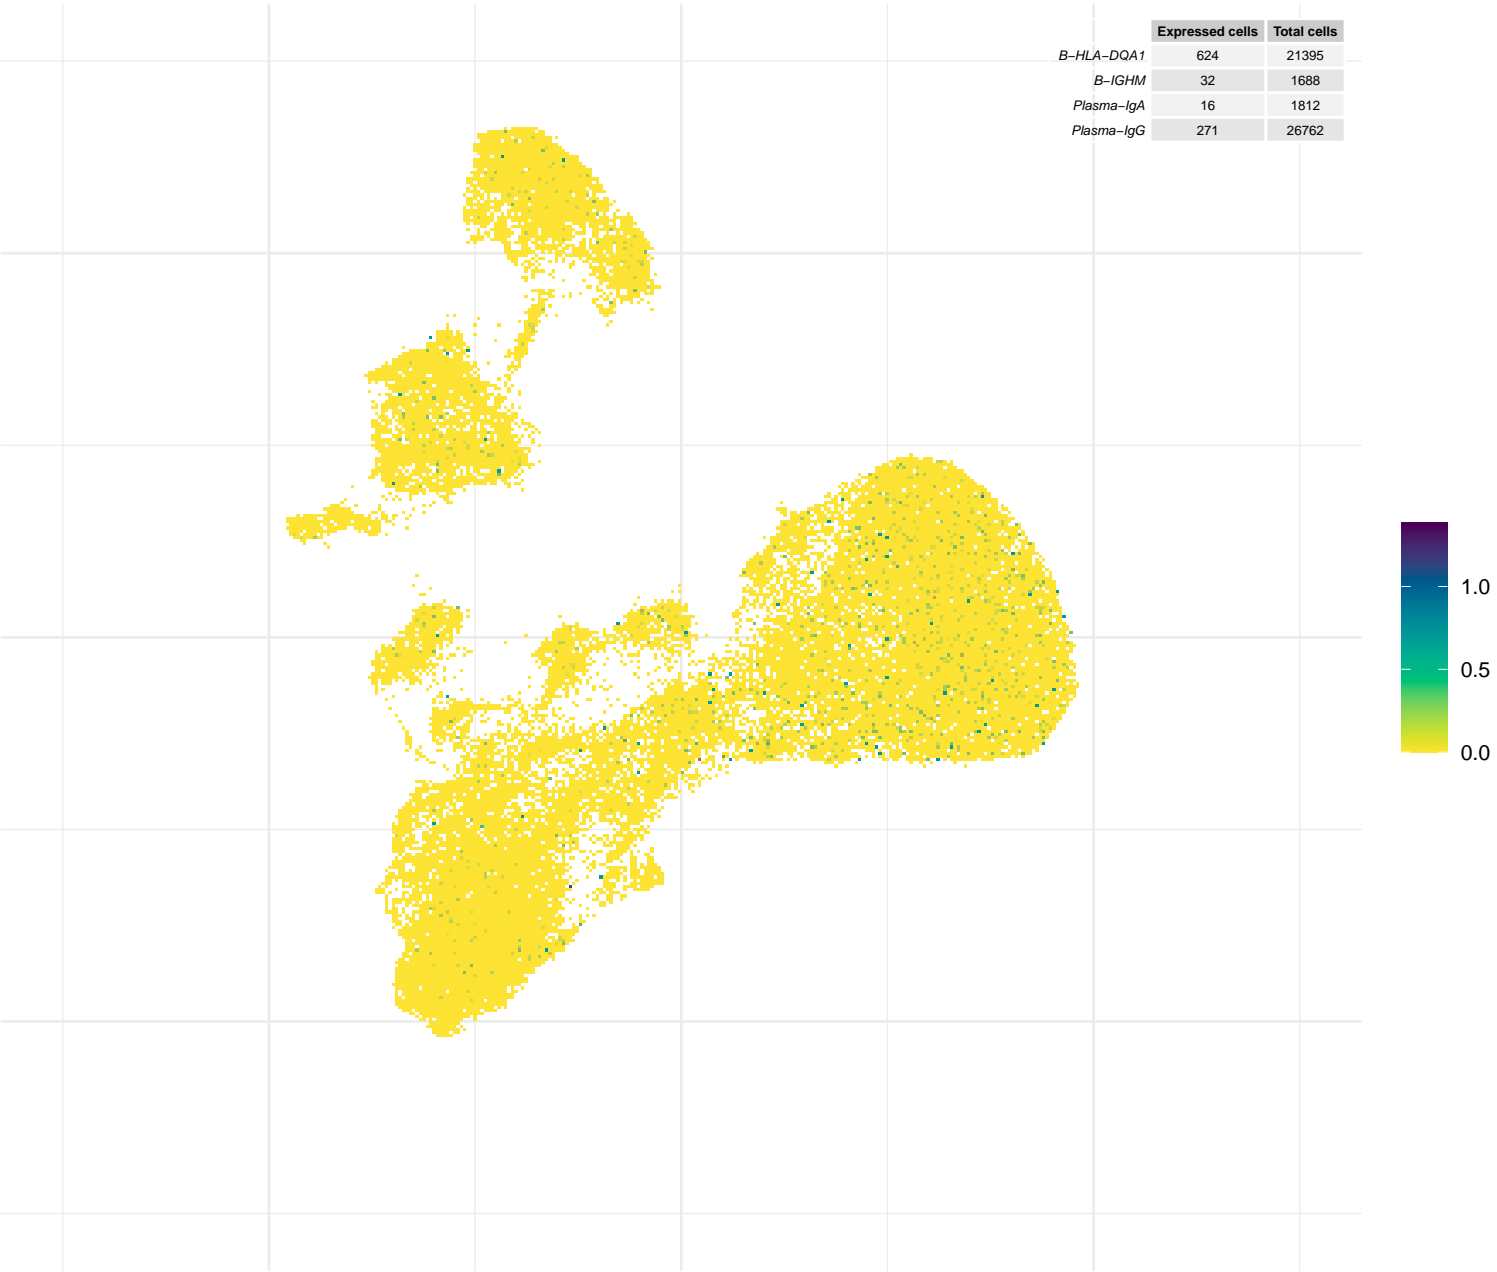 Expressed cells Total cells
B−HLA−DQA1 624 21395
B−IGHM 32 1688
Plasma−IgA 16 1812
Plasma−IgG 271 26762
1.0
0.5
0.0